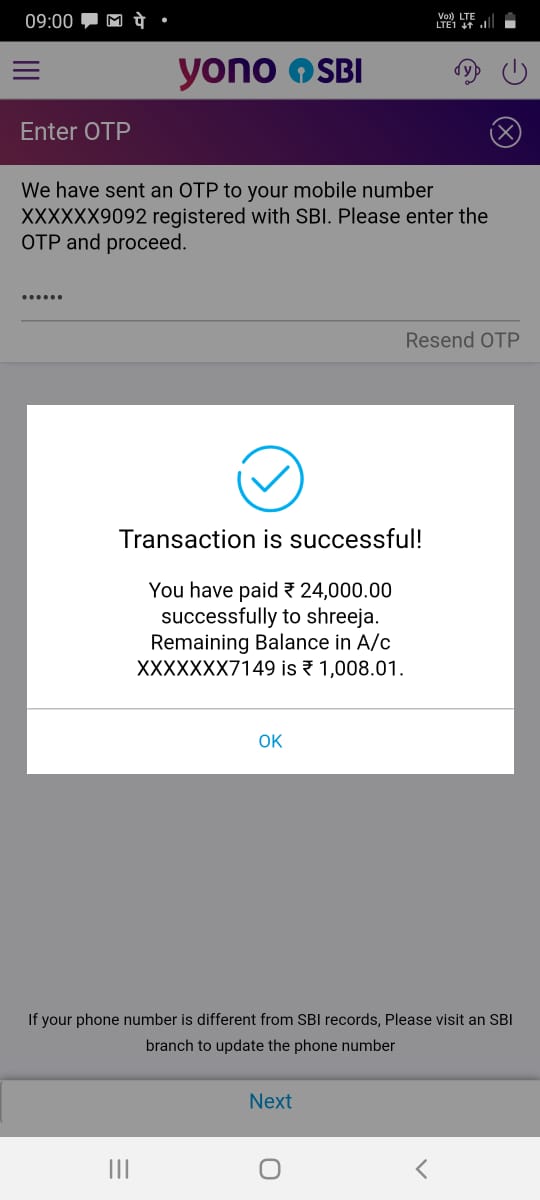 09:00
Vo) LTE
LTE1
yono SBI
Enter OTP
We have sent an OTP to your mobile number
XXXXXX9092 registered with SBI. Please enter the
OTP and proceed.
••••••
Resend OTP
Transaction is successful!
You have paid ₹ 24,000.00
successfully to shreeja.
Remaining Balance in A/c
XXXXXXX7149 is ₹ 1,008.01.
OK
If your phone number is different from SBI records, Please visit an SBI
branch to update the phone number
Next